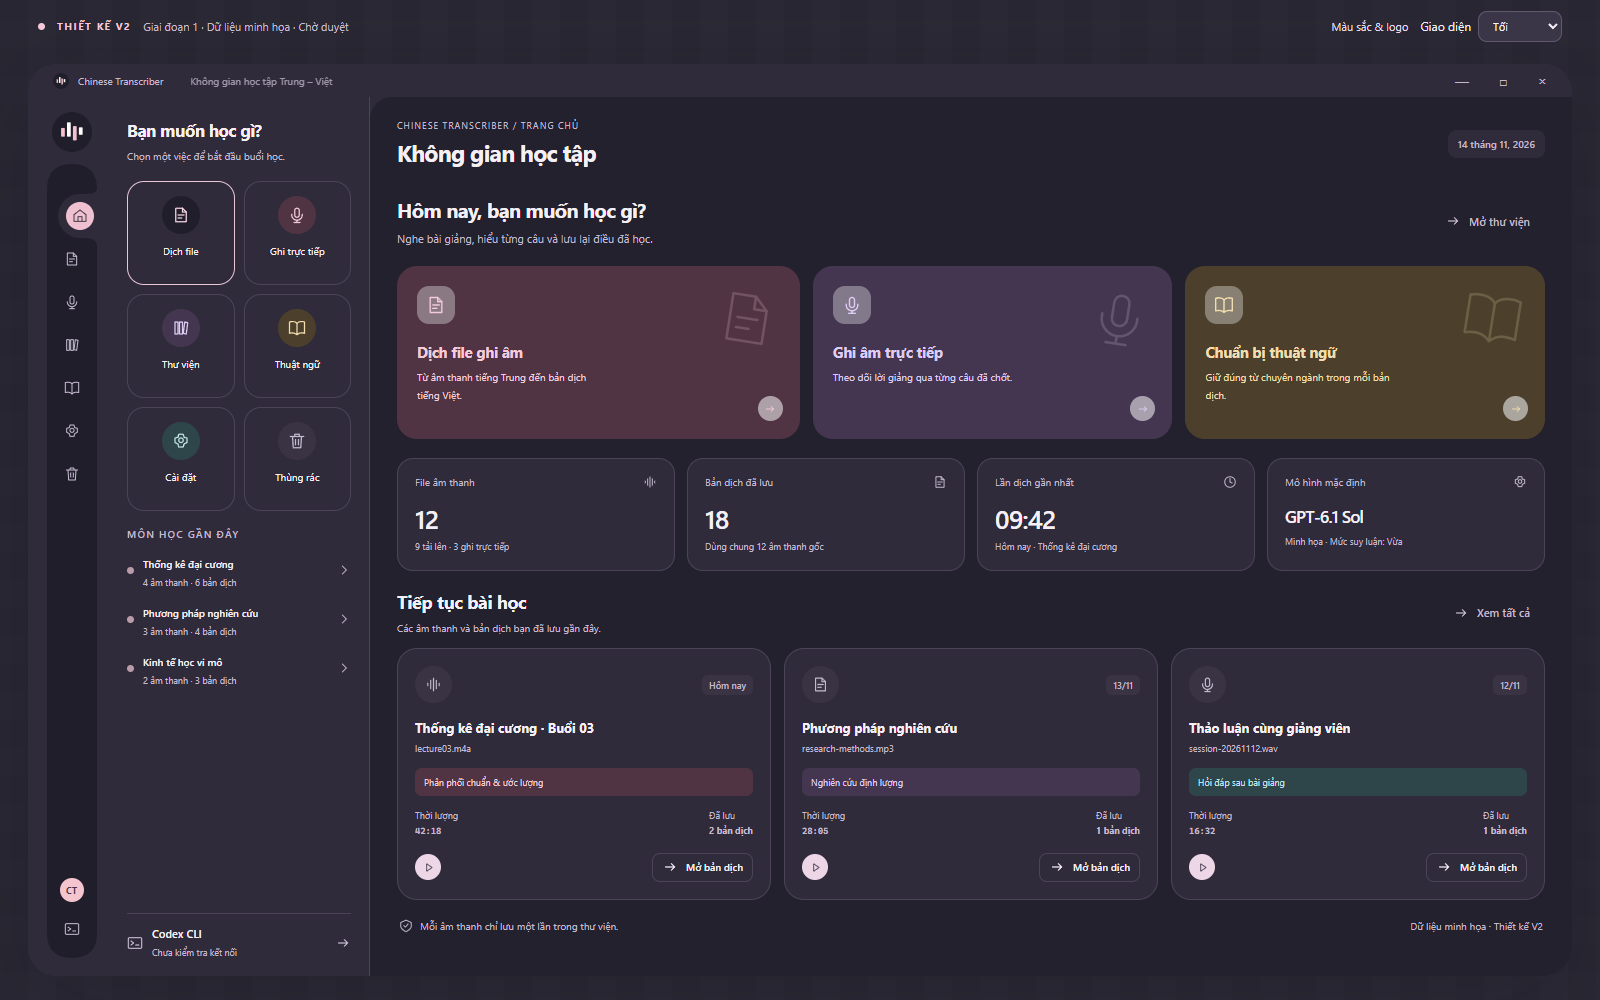 THIẾT KẾ V2 Giai đoạn 1 · Dữ liệu minh họa · Chờ duyệt
Màu sắc & logo Giao diện Tối
Chinese Transcriber Không gian học tập Trung – Việt
Bạn muốn học gì?
Chọn một việc để bắt đầu buổi học.
Dịch file
Ghi trực tiếp
Thư viện
Thuật ngữ
Cài đặt
Thùng rác
MÔN HỌC GẦN ĐÂY
Thống kê đại cương
4 âm thanh · 6 bản dịch
Phương pháp nghiên cứu
3 âm thanh · 4 bản dịch
Kinh tế học vi mô
2 âm thanh · 3 bản dịch
CT
Codex CLI
Chưa kiểm tra kết nối
CHINESE TRANSCRIBER / TRANG CHỦ
Không gian học tập
14 tháng 11, 2026
Hôm nay, bạn muốn học gì?
Nghe bài giảng, hiểu từng câu và lưu lại điều đã học.
Mở thư viện
Dịch file ghi âm
Từ âm thanh tiếng Trung đến bản dịch
tiếng Việt.
Ghi âm trực tiếp
Theo dõi lời giảng qua từng câu đã chốt.
Chuẩn bị thuật ngữ
Giữ đúng từ chuyên ngành trong mỗi bản
dịch.
File âm thanh
12
9 tải lên · 3 ghi trực tiếp
Bản dịch đã lưu
18
Dùng chung 12 âm thanh gốc
Lần dịch gần nhất
09:42
Hôm nay · Thống kê đại cương
Mô hình mặc định
GPT-6.1 Sol
Minh họa · Mức suy luận: Vừa
Tiếp tục bài học
Các âm thanh và bản dịch bạn đã lưu gần đây.
Xem tất cả
Hôm nay
Thống kê đại cương - Buổi 03
lecture03.m4a
Phân phối chuẩn & ước lượng
Thời lượng Đã lưu
42:18 2 bản dịch
Mở bản dịch
13/11
Phương pháp nghiên cứu
research-methods.mp3
Nghiên cứu định lượng
Thời lượng Đã lưu
28:05 1 bản dịch
Mở bản dịch
12/11
Thảo luận cùng giảng viên
session-20261112.wav
Hỏi đáp sau bài giảng
Thời lượng Đã lưu
16:32 1 bản dịch
Mở bản dịch
Mỗi âm thanh chỉ lưu một lần trong thư viện.
Dữ liệu minh họa · Thiết kế V2